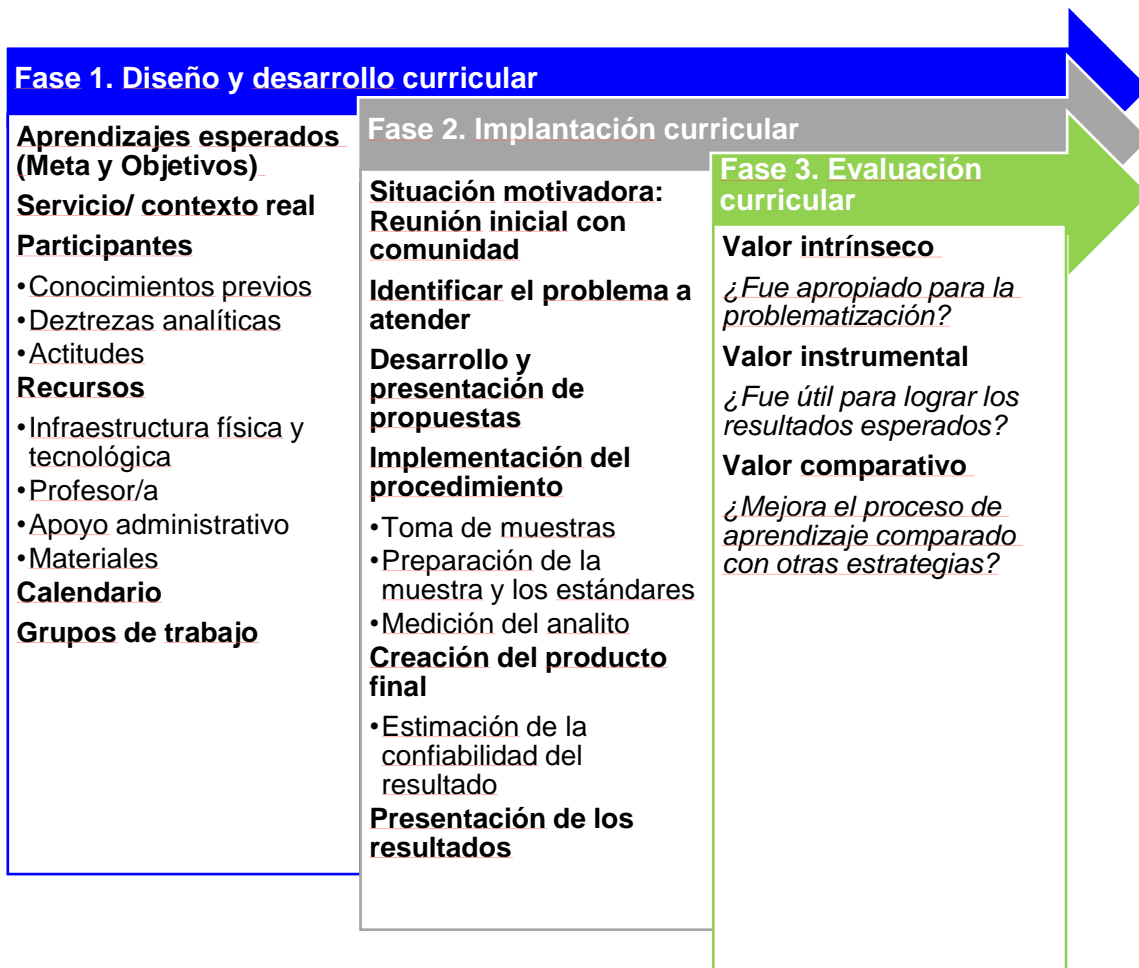 Fase 1. Diseño y desarrollo curricular
Aprendizajes esperados
(Meta y Objetivos)
Servicio/ contexto real
Participantes
•Conocimientos previos
•Deztrezas analíticas
•Actitudes
Recursos
•Infraestructura física y
tecnológica
•Profesor/a
•Apoyo administrativo
•Materiales
Calendario
Grupos de trabajo
Fase 2. Implantación curricular
Situación motivadora:
Reunión inicial con
comunidad
Identificar el problema a
atender
Desarrollo y
presentación de
propuestas
Implementación del
procedimiento
•Toma de muestras
•Preparación de la
muestra y los estándares
•Medición del analito
Creación del producto
final
•Estimación de la
confiabilidad del
resultado
Presentación de los
resultados
Fase 3. Evaluación
curricular
Valor intrínseco
¿Fue apropiado para la
problematización?
Valor instrumental
¿Fue útil para lograr los
resultados esperados?
Valor comparativo
¿Mejora el proceso de
aprendizaje comparado
con otras estrategias?